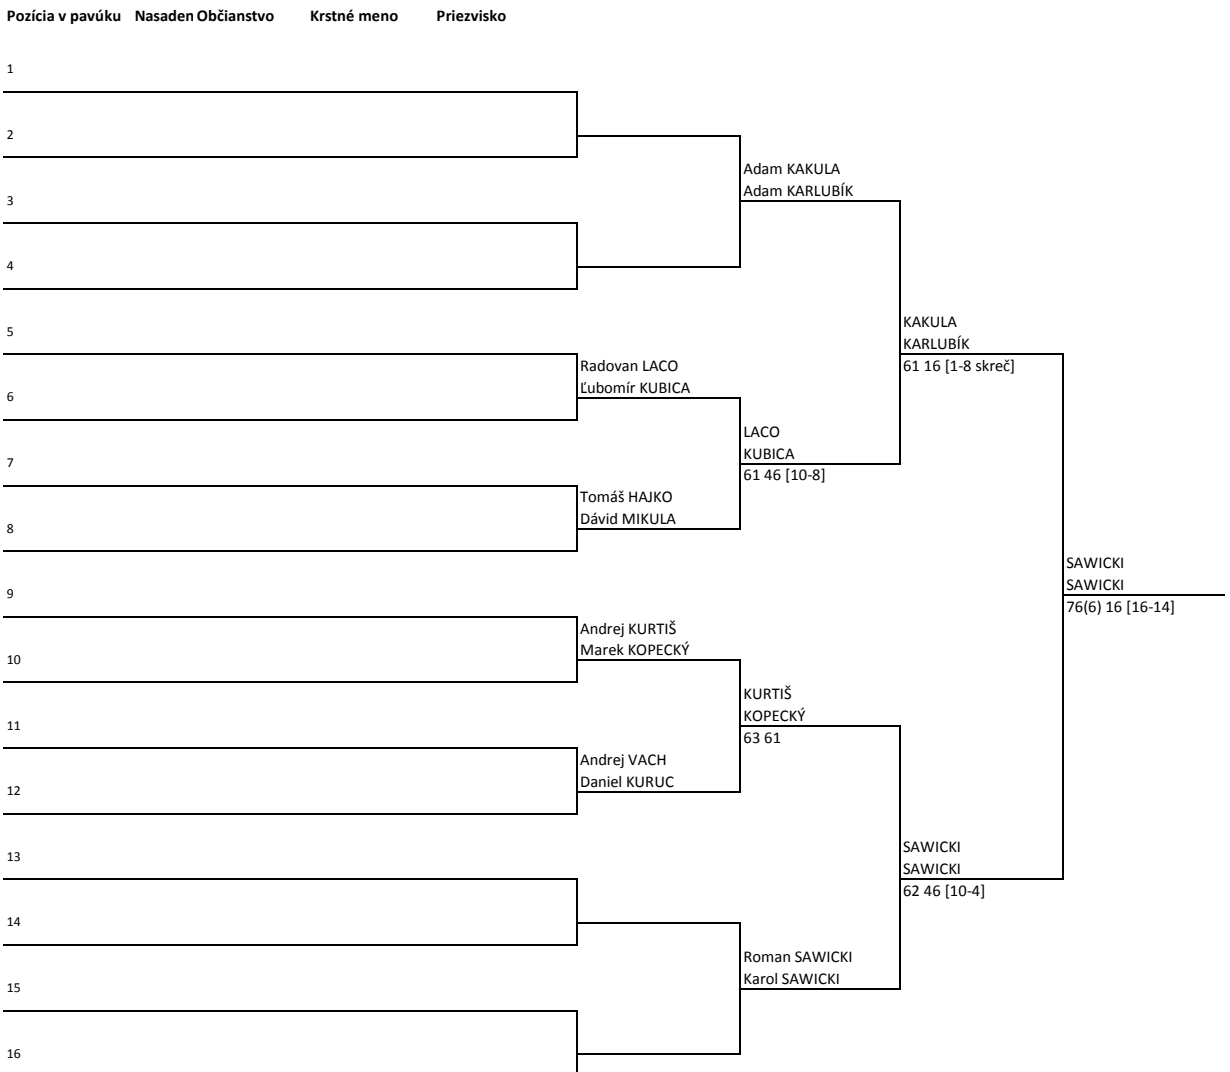 Pozícia v pavúku Nasaden Občianstvo Krstné meno Priezvisko
1
2
Adam KAKULA
Adam KARLUBÍK
3
4
5
KAKULA
KARLUBÍK
61 16 [1-8 skreč]
Radovan LACO
Ľubomír KUBICA
6
LACO
KUBICA
61 46 [10-8]
7
Tomáš HAJKO
Dávid MIKULA
8
SAWICKI
SAWICKI
76(6) 16 [16-14]
9
Andrej KURTIŠ
Marek KOPECKÝ
10
KURTIŠ
KOPECKÝ
63 61
11
Andrej VACH
Daniel KURUC
12
SAWICKI
SAWICKI
62 46 [10-4]
13
14
Roman SAWICKI
Karol SAWICKI
15
16